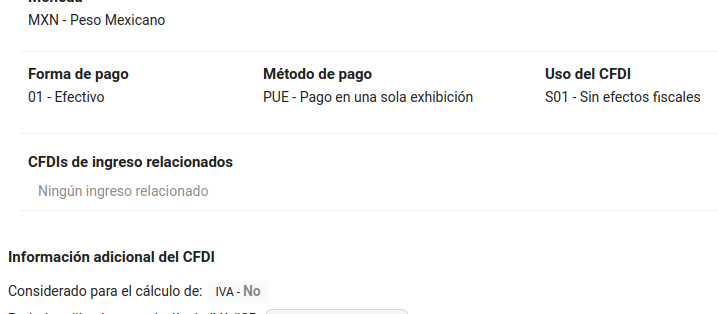 MXN - Peso Mexicano
Forma de pago Método de pago Uso del CFDI
01 - Efectivo PUE - Pago en una sola exhibición S01 - Sin efectos fiscales
CFDIs de ingreso relacionados
Ningún ingreso relacionado
Información adicional del CFDI
Considerado para el cálculo de: IVA - No